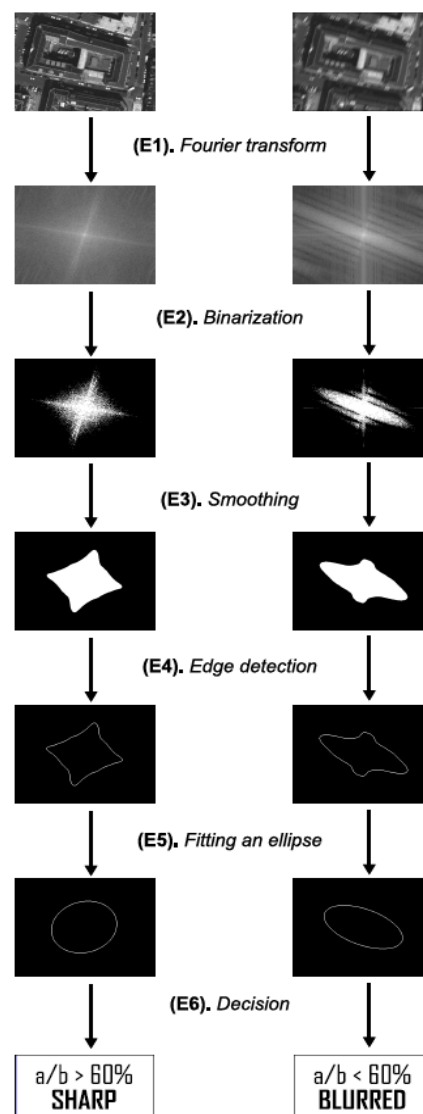 (E1). Fourier transform
(E2). Binarization
(E3). Smoothing
(E4). Edge detection
(E5). Fitting an ellipse
(E6). Decision
a/b > 60%
SHARP
a/b < 60%
BLURRED